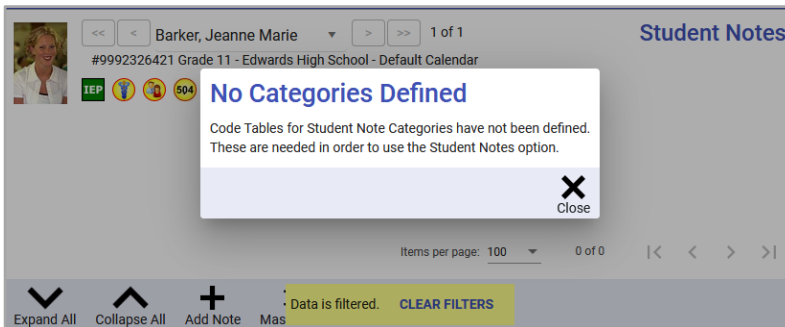 << < Barker, Jeanne Marie > >> 1 of 1
Student Notes
#9992326421 Grade 11 - Edwards High School - Default Calendar
IEP 504
No Categories Defined
Code Tables for Student Note Categories have not been defined.
These are needed in order to use the Student Notes option.
Close
Items per page: 100 0 of 0 |< < > >|
Data is filtered. CLEAR FILTERS
Expand All Collapse All Add Note Mas